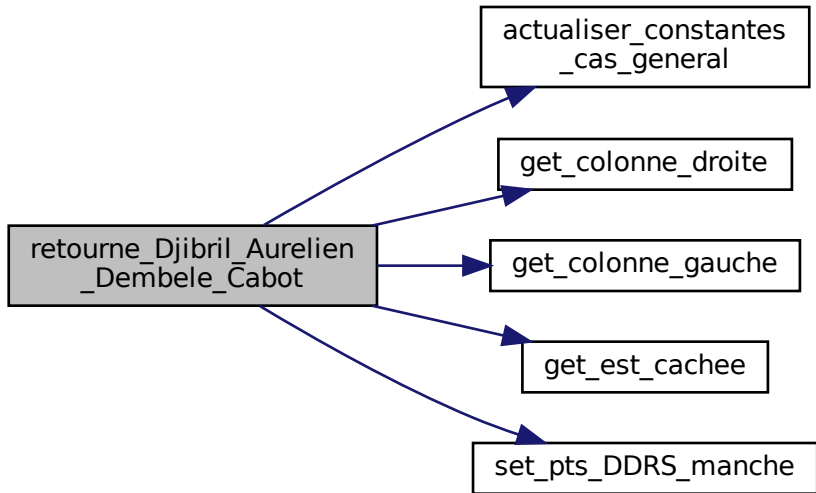 actualiser_constantes
_cas_general
get_colonne_droite
retourne_Djibril_Aurelien
_Dembele_Cabot
get_colonne_gauche
get_est_cachee
set_pts_DDRS_manche